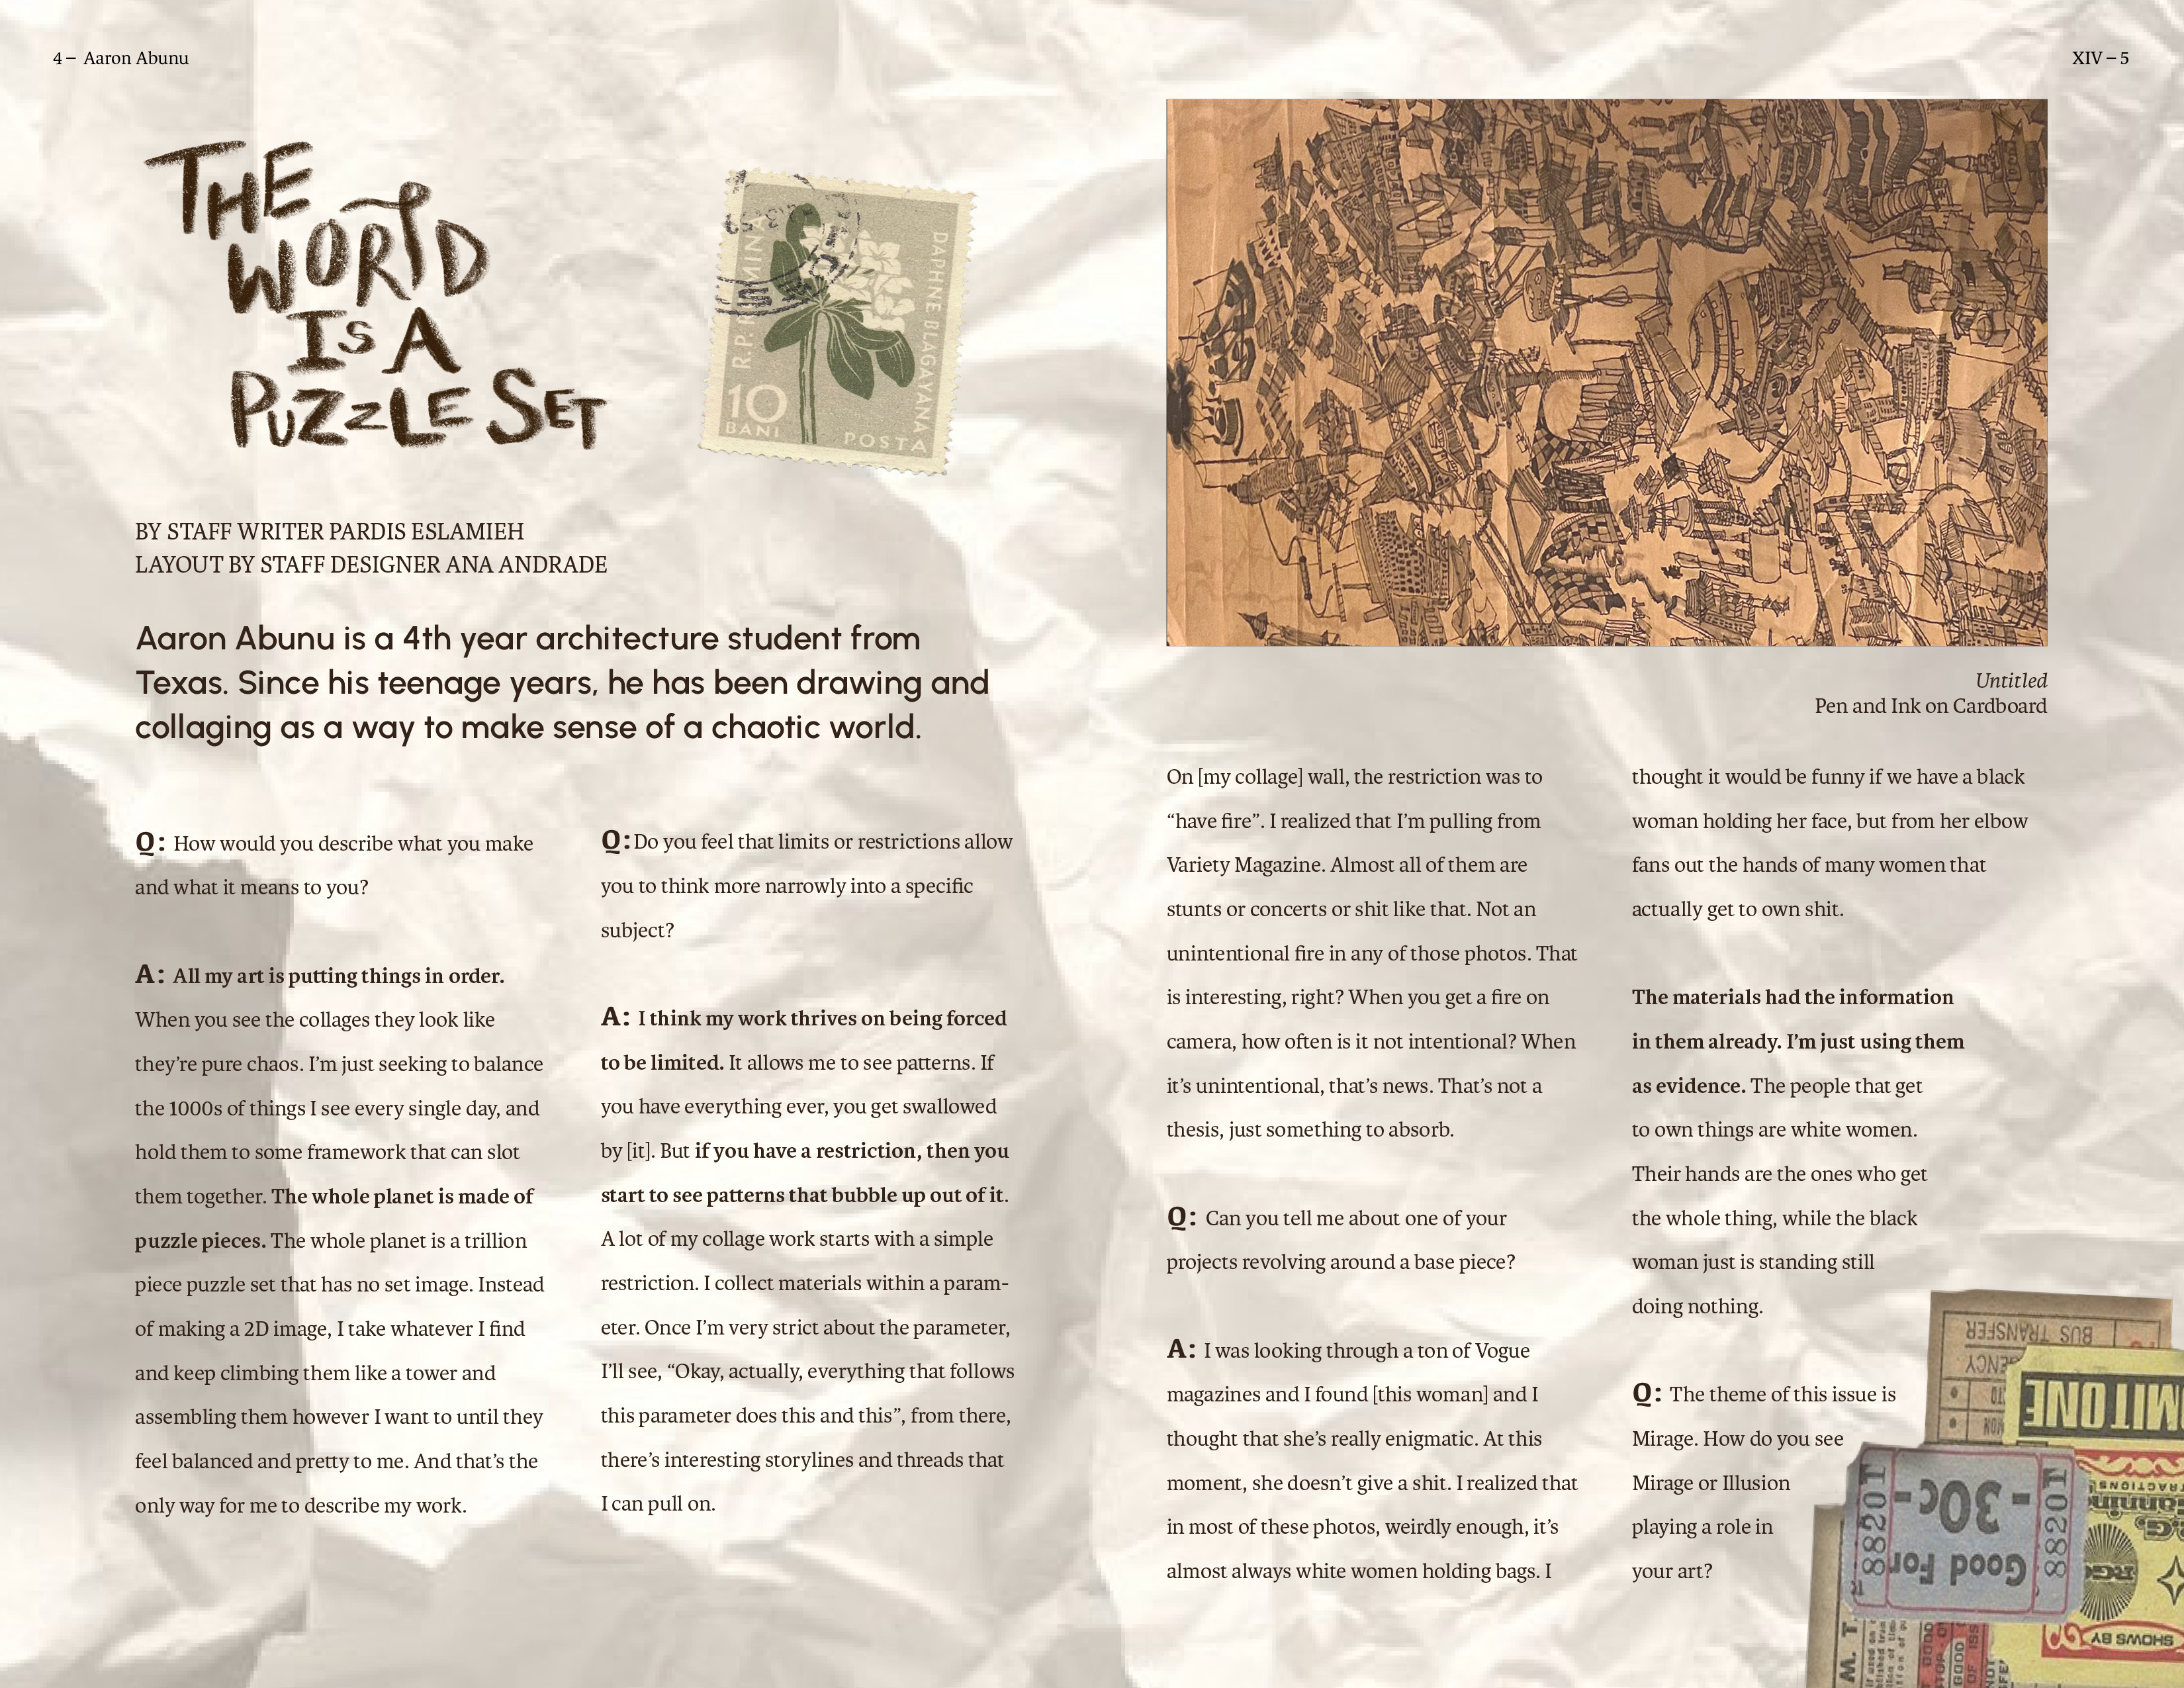 4 – Aaron Abunu
XIV – 5
THE
WORLD
IS A
PUZZLE SET
R.P. ROMINA
DAPHNE BLAGAYANA
10
BANI
POSTA
BY STAFF WRITER PARDIS ESLAMIEH
LAYOUT BY STAFF DESIGNER ANA ANDRADE
Aaron Abunu is a 4th year architecture student from
Texas. Since his teenage years, he has been drawing and
collaging as a way to make sense of a chaotic world.
Q: How would you describe what you make
and what it means to you?
A: All my art is putting things in order.
When you see the collages they look like
they’re pure chaos. I’m just seeking to balance
the 1000s of things I see every single day, and
hold them to some framework that can slot
them together. The whole planet is made of
puzzle pieces. The whole planet is a trillion
piece puzzle set that has no set image. Instead
of making a 2D image, I take whatever I find
and keep climbing them like a tower and
assembling them however I want to until they
feel balanced and pretty to me. And that’s the
only way for me to describe my work.
Q: Do you feel that limits or restrictions allow
you to think more narrowly into a specific
subject?
A: I think my work thrives on being forced
to be limited. It allows me to see patterns. If
you have everything ever, you get swallowed
by [it]. But if you have a restriction, then you
start to see patterns that bubble up out of it.
A lot of my collage work starts with a simple
restriction. I collect materials within a param-
eter. Once I’m very strict about the parameter,
I’ll see, “Okay, actually, everything that follows
this parameter does this and this”, from there,
there’s interesting storylines and threads that
I can pull on.
Untitled
Pen and Ink on Cardboard
On [my collage] wall, the restriction was to
“have fire”. I realized that I’m pulling from
Variety Magazine. Almost all of them are
stunts or concerts or shit like that. Not an
unintentional fire in any of those photos. That
is interesting, right? When you get a fire on
camera, how often is it not intentional? When
it’s unintentional, that’s news. That’s not a
thesis, just something to absorb.
Q: Can you tell me about one of your
projects revolving around a base piece?
A: I was looking through a ton of Vogue
magazines and I found [this woman] and I
thought that she’s really enigmatic. At this
moment, she doesn’t give a shit. I realized that
in most of these photos, weirdly enough, it’s
almost always white women holding bags. I
thought it would be funny if we have a black
woman holding her face, but from her elbow
fans out the hands of many women that
actually get to own shit.
The materials had the information
in them already. I’m just using them
as evidence. The people that get
to own things are white women.
Their hands are the ones who get
the whole thing, while the black
woman just is standing still
doing nothing.
Q: The theme of this issue is
Mirage. How do you see
Mirage or Illusion
playing a role in
your art?
BUS TRANSFER
MIT ONE
88201
Good For
- 30c -
88201
SHOWS BY